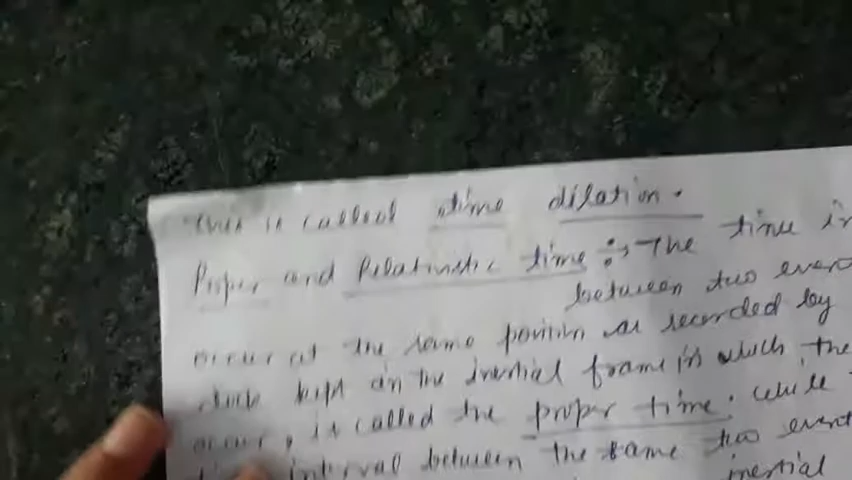 This is called time dilation.
Proper and Relativistic time :- The time in
between two even
occur at the same position as recorded by
clock kept in the inertial frame in which the
occur, is called the proper time. while
time interval between the same two event
inertial